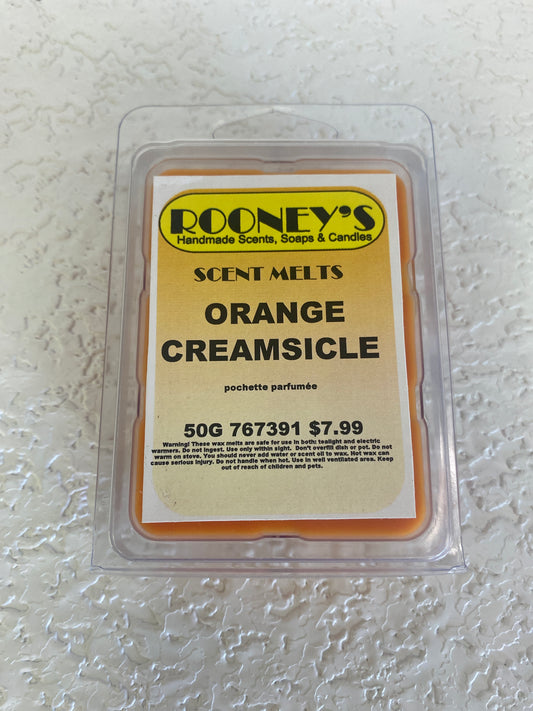 ROONEY'S
Handmade Scents, Soaps & Candles
SCENT MELTS
ORANGE
CREAMSICLE
pochette parfumée
50G 767391 $7.99
Warning! These wax melts are safe for use in both; tealight and electric
warmers. Do not ingest. Use only within sight. Don't overfill dish or pot. Do not
warm on stove. You should never add water or scent oil to wax. Hot wax can
cause serious injury. Do not handle when hot. Use in well ventilated area. Keep
out of reach of children and pets.